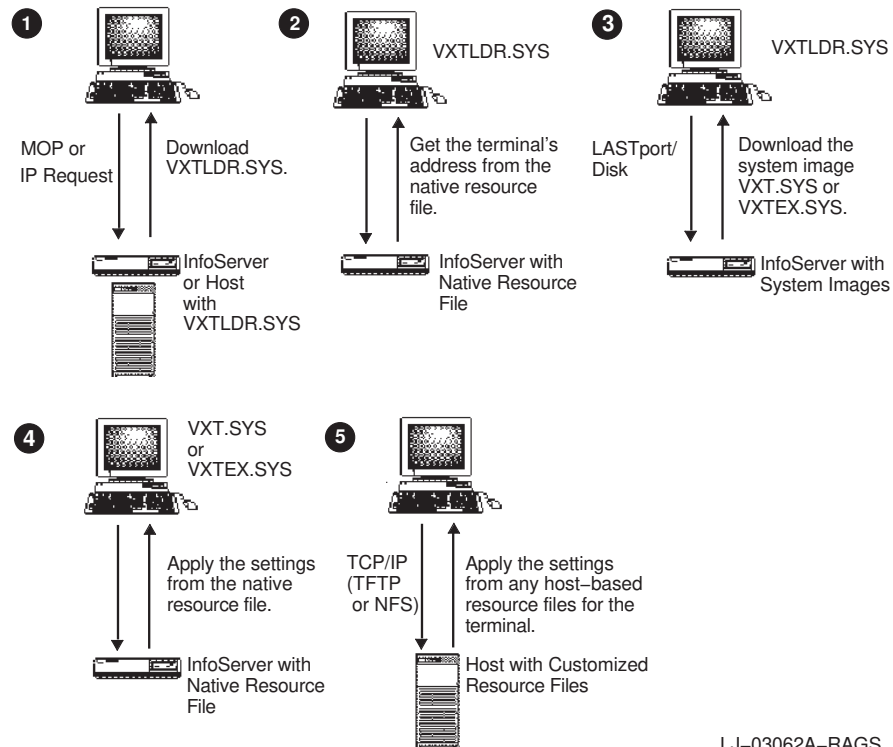 1
MOP or
IP Request
Download
VXTLDR.SYS.
InfoServer
or Host
with
VXTLDR.SYS
2
VXTLDR.SYS
Get the terminal's
address from the
native resource
file.
InfoServer with
Native Resource
File
3
VXTLDR.SYS
LASTport/
Disk
Download the
system image
VXT.SYS or
VXTEX.SYS.
InfoServer with
System Images
4
VXT.SYS
or
VXTEX.SYS
Apply the settings
from the native
resource file.
InfoServer with
Native Resource
File
5
TCP/IP
(TFTP
or NFS)
Apply the settings
from any host–based
resource files for the
terminal.
Host with Customized
Resource Files
LJ–03062A–RAGS